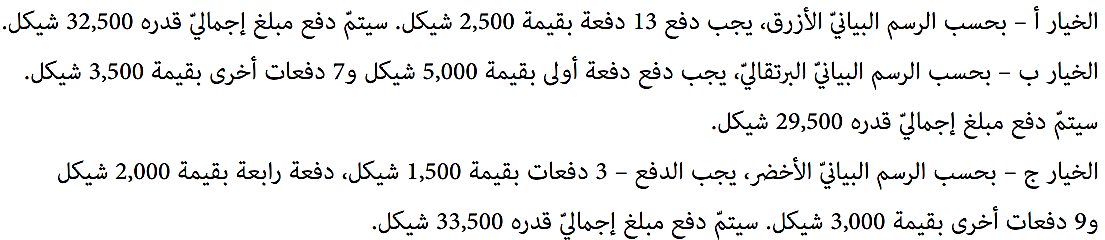 الخيار أ – بحسب الرسم البيانيّ الأزرق، يجب دفع 13 دفعة بقيمة 2,500 شيكل. سيتمّ دفع مبلغ إجماليّ قدره 32,500 شيكل.
الخيار ب – بحسب الرسم البيانيّ البرتقاليّ، يجب دفع دفعة أولى بقيمة 5,000 شيكل و7 دفعات أخرى بقيمة 3,500 شيكل.
سيتمّ دفع مبلغ إجماليّ قدره 29,500 شيكل.
الخيار ج – بحسب الرسم البيانيّ الأخضر، يجب الدفع – 3 دفعات بقيمة 1,500 شيكل، دفعة رابعة بقيمة 2,000 شيكل
و9 دفعات أخرى بقيمة 3,000 شيكل. سيتمّ دفع مبلغ إجماليّ قدره 33,500 شيكل.